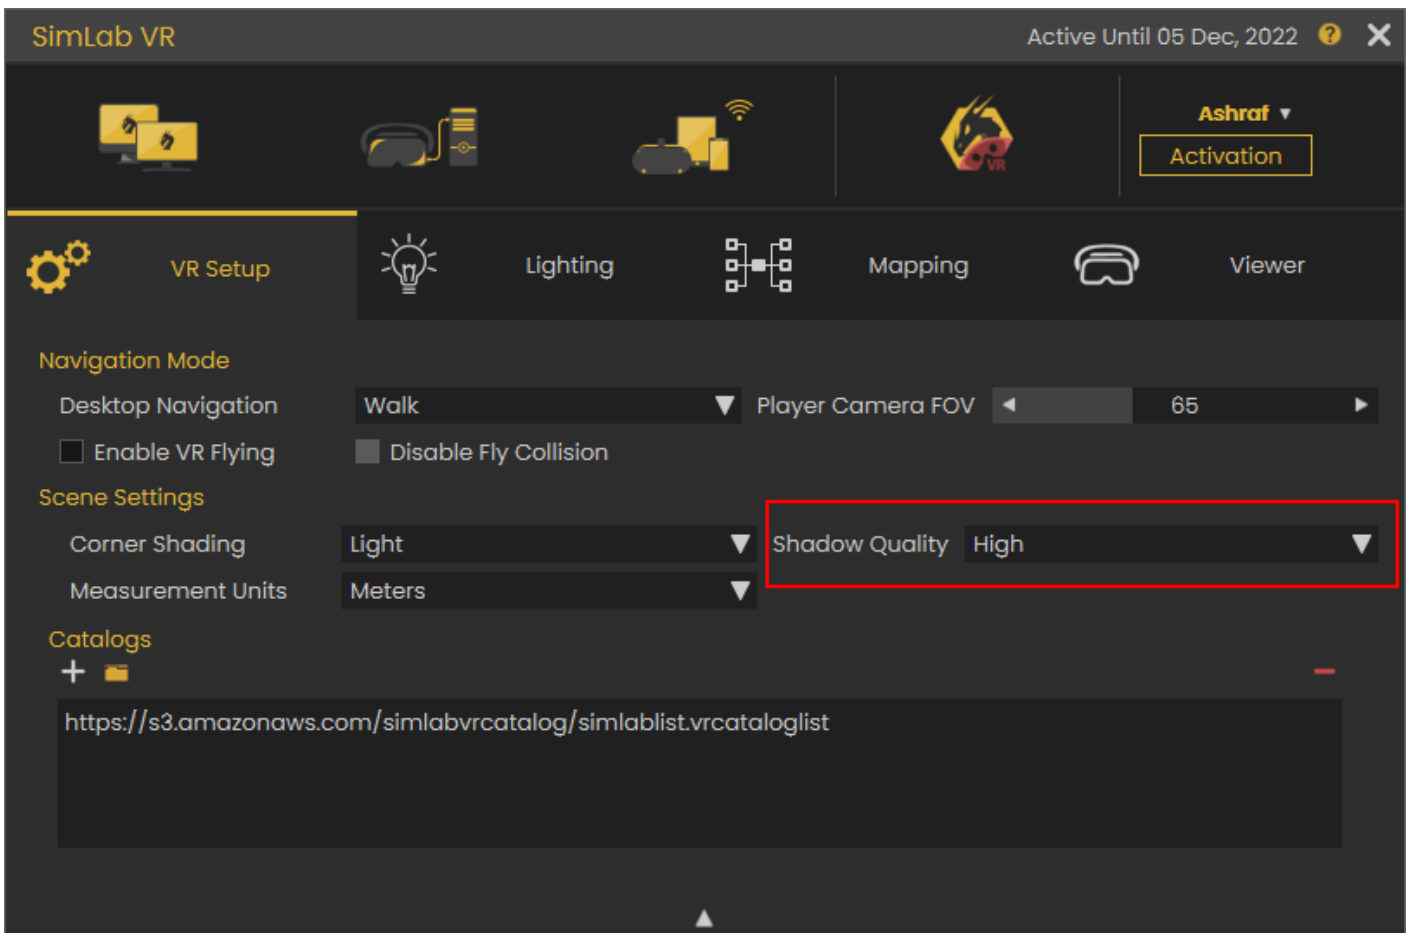 SimLab VR
Active Until 05 Dec, 2022 ?
VR
Ashraf
Activation
VR Setup
Lighting
Mapping
Viewer
Navigation Mode
Desktop Navigation Walk Player Camera FOV 65
Enable VR Flying Disable Fly Collision
Scene Settings
Corner Shading Light Shadow Quality High
Measurement Units Meters
Catalogs
https://s3.amazonaws.com/simlabvrcatalog/simlablist.vrcataloglist